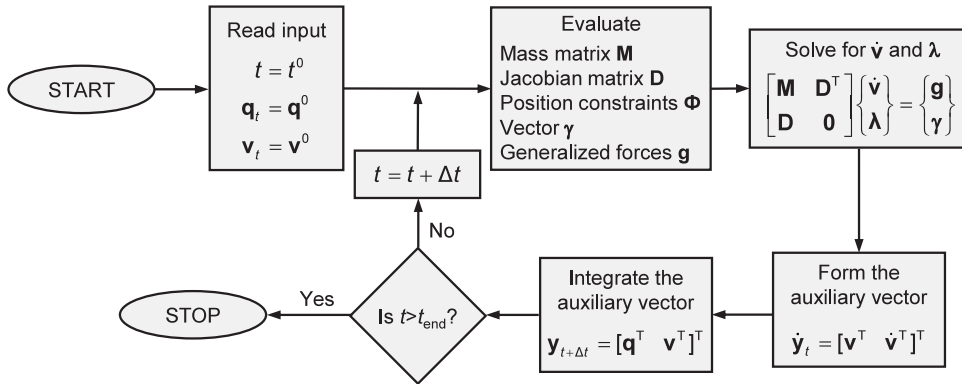 START
Read input
t = t⁰
q_t = q⁰
v_t = v⁰
Evaluate
Mass matrix M
Jacobian matrix D
Position constraints Φ
Vector γ
Generalized forces g
Solve for v̇ and λ
[M Dᵀ] {v̇} = {g}
[D 0] {λ} {γ}
t = t + Δt
No
Form the
auxiliary vector
ẏ_t = [vᵀ v̇ᵀ]ᵀ
Integrate the
auxiliary vector
y_{t+Δt} = [qᵀ vᵀ]ᵀ
Is t>t_end?
Yes
STOP